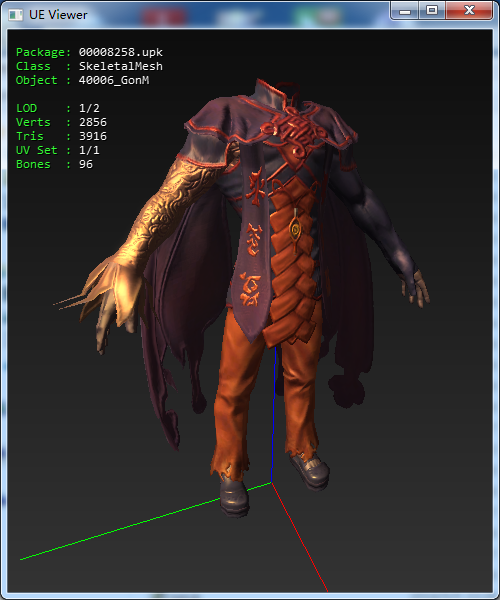 UE Viewer
Package: 00008258.upk
Class : SkeletalMesh
Object : 40006_GonM
LOD : 1/2
Verts : 2856
Tris : 3916
UV Set : 1/1
Bones : 96